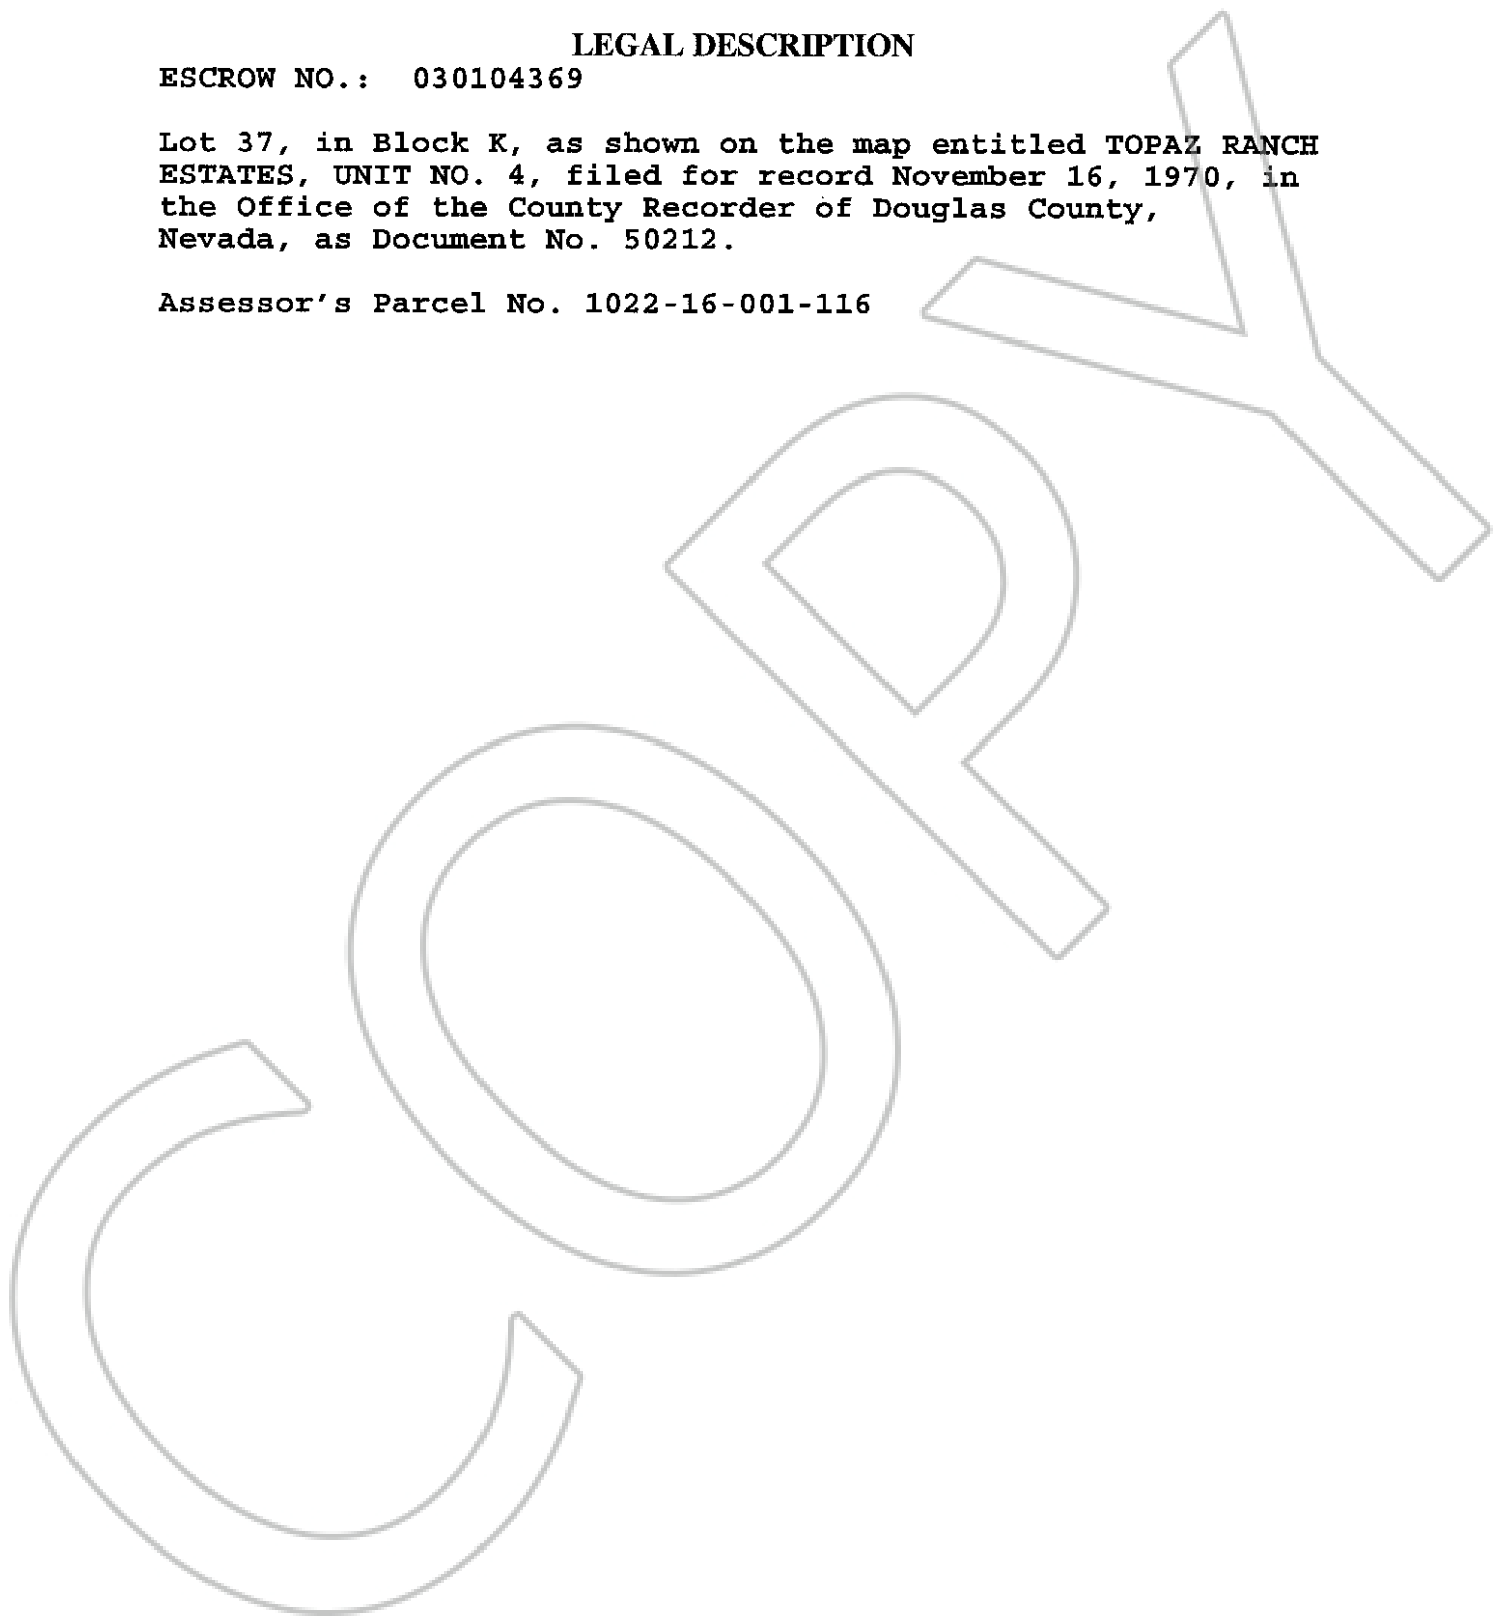 LEGAL DESCRIPTION
ESCROW NO.: 030104369
Lot 37, in Block K, as shown on the map entitled TOPAZ RANCH
ESTATES, UNIT NO. 4, filed for record November 16, 1970, in
the Office of the County Recorder of Douglas County,
Nevada, as Document No. 50212.
Assessor's Parcel No. 1022-16-001-116
COPY